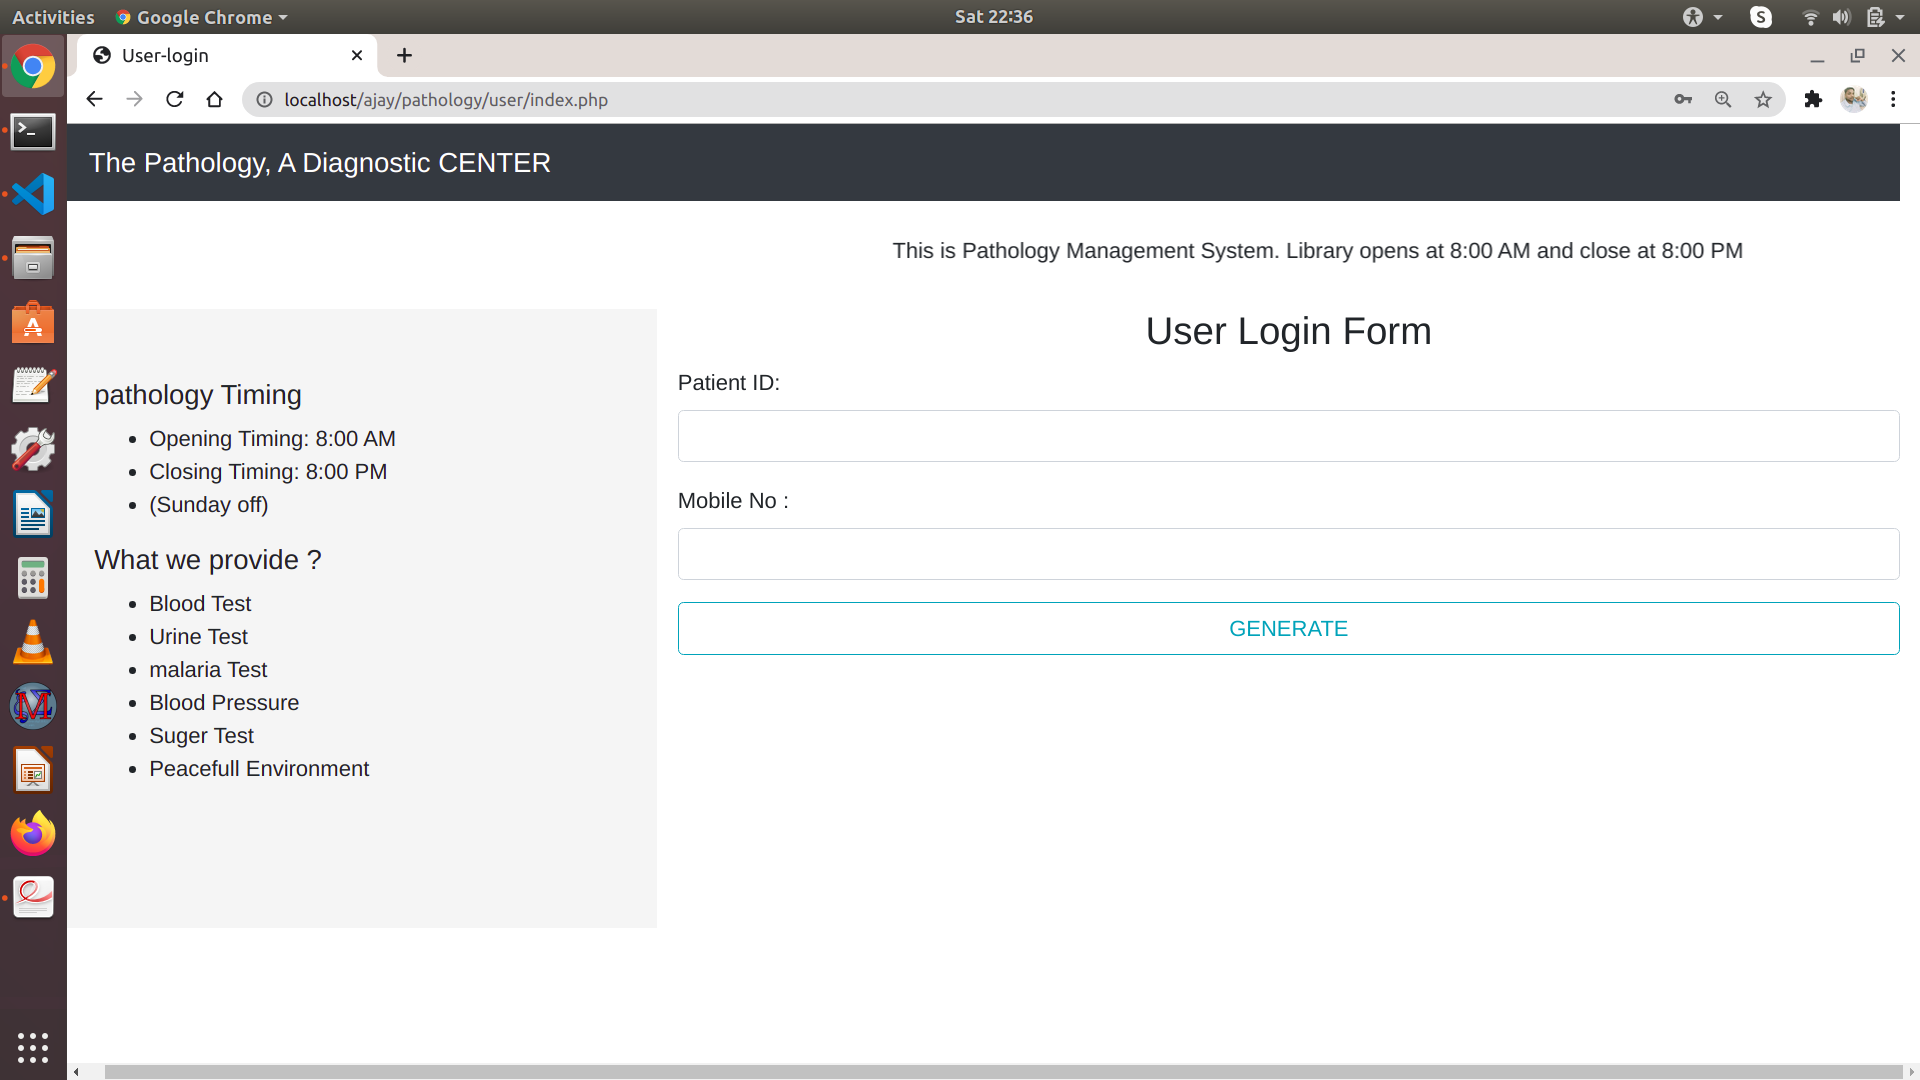 Activities
Google Chrome
Sat 22:36
User-login
localhost/ajay/pathology/user/index.php
The Pathology, A Diagnostic CENTER
This is Pathology Management System. Library opens at 8:00 AM and close at 8:00 PM
pathology Timing
Opening Timing: 8:00 AM
Closing Timing: 8:00 PM
(Sunday off)
What we provide ?
Blood Test
Urine Test
malaria Test
Blood Pressure
Suger Test
Peacefull Environment
User Login Form
Patient ID:
Mobile No :
GENERATE